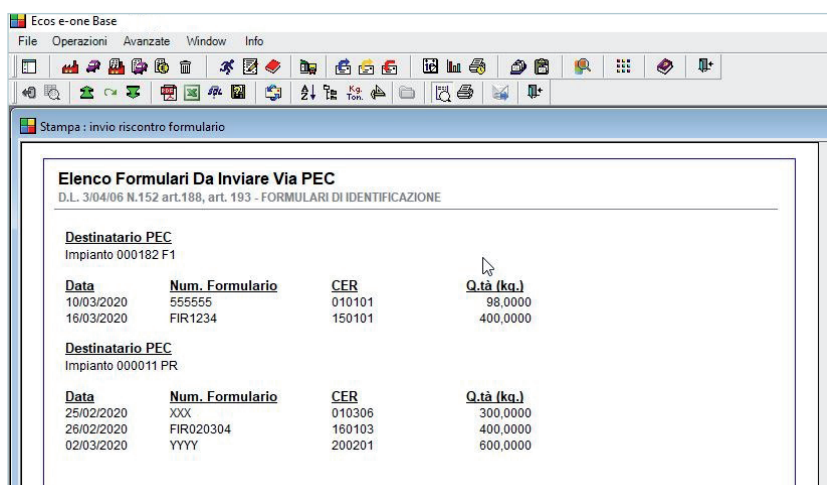 Ecos e-one Base
File Operazioni Avanzate Window Info
Stampa : invio riscontro formulario
Elenco Formulari Da Inviare Via PEC
D.L. 3/04/06 N.152 art.188, art. 193 - FORMULARI DI IDENTIFICAZIONE
Destinatario PEC
Impianto 000182 F1
Data Num. Formulario CER Q.tà (kg.)
10/03/2020 555555 010101 98,0000
16/03/2020 FIR1234 150101 400,0000
Destinatario PEC
Impianto 000011 PR
Data Num. Formulario CER Q.tà (kg.)
25/02/2020 XXX 010306 300,0000
26/02/2020 FIR020304 160103 400,0000
02/03/2020 YYYY 200201 600,0000